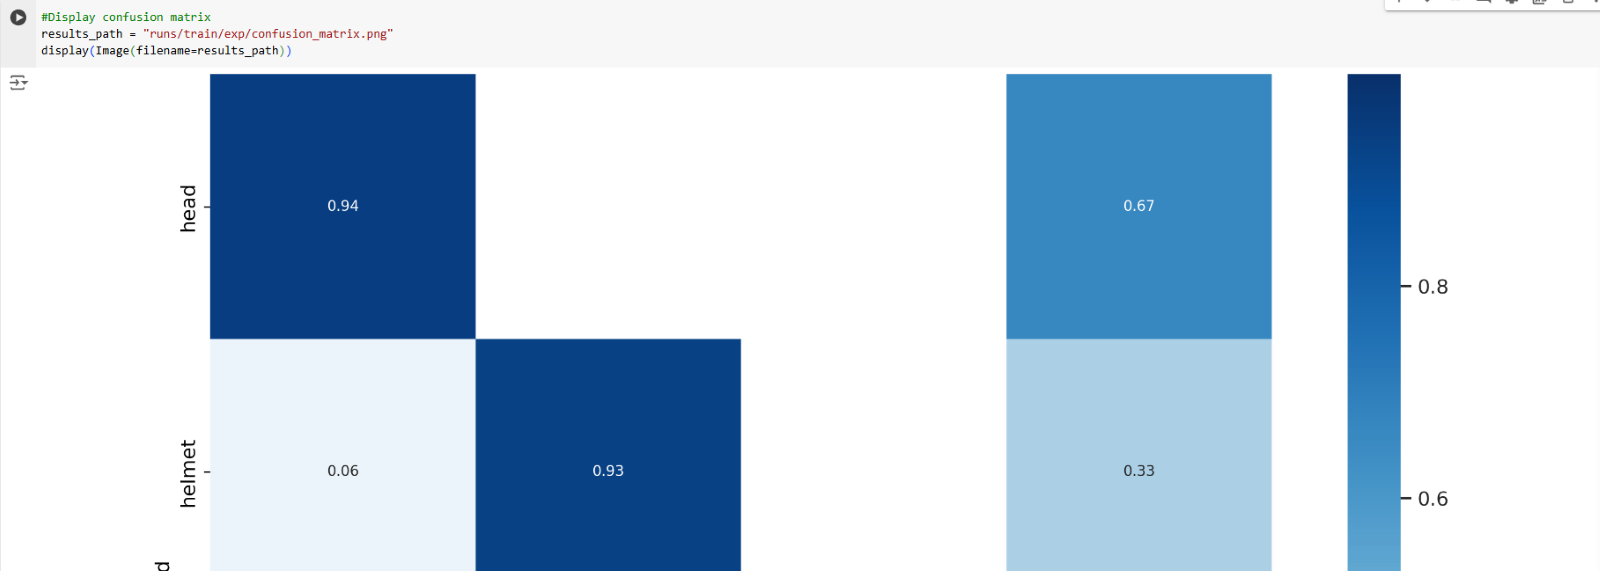 #Display confusion matrix
results_path = "runs/train/exp/confusion_matrix.png"
display(Image(filename=results_path))
head
0.94
0.67
0.8
helmet
0.06
0.93
0.33
0.6